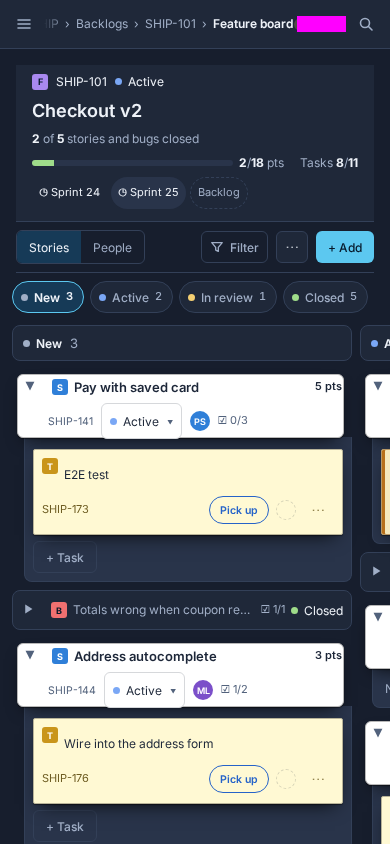 IP › Backlogs › SHIP-101 › Feature board
F SHIP-101 Active
Checkout v2
2 of 5 stories and bugs closed
2/18 pts Tasks 8/11
Sprint 24 Sprint 25 Backlog
Stories People Filter ... + Add
New 3 Active 2 In review 1 Closed 5
New 3
S Pay with saved card 5 pts
SHIP-141 Active PS 0/3
T E2E test
SHIP-173 Pick up ...
+ Task
B Totals wrong when coupon re... 1/1 Closed
S Address autocomplete 3 pts
SHIP-144 Active ML 1/2
T Wire into the address form
SHIP-176 Pick up ...
+ Task